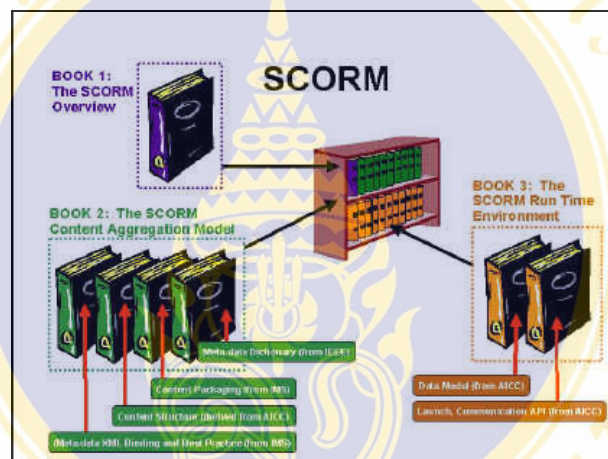 SCORM
BOOK 1:
The SCORM
Overview
BOOK 2: The SCORM
Content Aggregation Model
BOOK 3: The
SCORM Run Time
Environment
Meta-data Dictionary (from IEEE)
Content Packaging (from IMS)
Content Structure (derived from AICC)
(Meta-data XML Binding and Best Practice (from IMS)
Data Model (from AICC)
Launch, Communication API (from AICC)